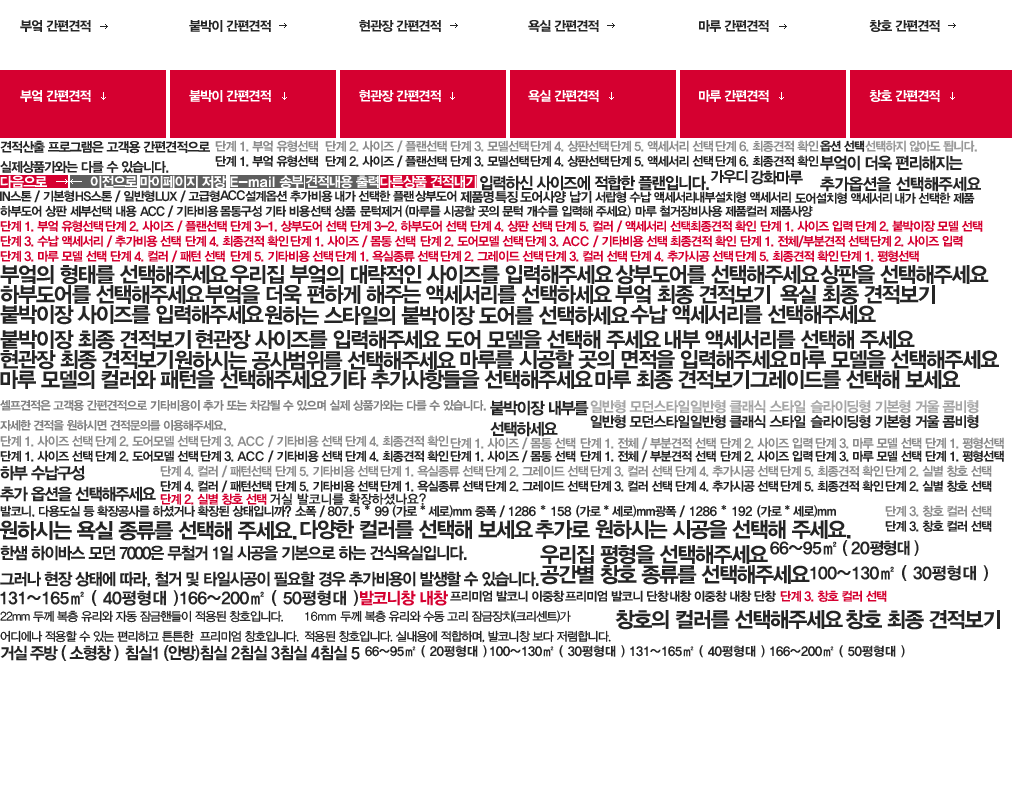 부엌 간편견적 → 붙박이 간편견적 → 현관장 간편견적 → 욕실 간편견적 → 마루 간편견적 → 창호 간편견적 →
부엌 간편견적 ↓ 붙박이 간편견적 ↓ 현관장 간편견적 ↓ 욕실 간편견적 ↓ 마루 간편견적 ↓ 창호 간편견적 ↓
견적산출 프로그램은 고객용 간편견적으로 단계 1. 부엌 유형선택 단계 2. 사이즈 / 플랜선택 단계 3. 모델선택 단계 4. 상판선택 단계 5. 액세서리 선택 단계 6. 최종견적 확인 옵션 선택 선택하지 않아도 됩니다.
실제상품가와는 다를 수 있습니다. 단계 1. 부엌 유형선택 단계 2. 사이즈 / 플랜선택 단계 3. 모델선택 단계 4. 상판선택 단계 5. 액세서리 선택 단계 6. 최종견적 확인 부엌이 더욱 편리해지는
다음으로 → ← 이전으로 마이페이지 저장 E-mail 송부 견적내용 출력 다른상품 견적내기 입력하신 사이즈에 적합한 플랜입니다. 가우디 강화마루 추가옵션을 선택해주세요
IN스톤 / 기본형 HS스톤 / 일반형 LUX / 고급형 ACC설계옵션 추가비용 내가 선택한 플랜 상부도어 제품명 특징 도어사양 납기 서랍형 수납 액세서리 내부설치형 액세서리 도어설치형 액세서리 내가 선택한 제품
하부도어 상판 세부선택 내용 ACC / 기타비용 몸통구성 기타 비용선택 상품 문턱제거 (마루를 시공할 곳의 문턱 개수를 입력해 주세요) 마루 철거장비사용 제품컬러 제품사양
단계 1. 부엌 유형선택 단계 2. 사이즈 / 플랜선택 단계 3-1. 상부도어 선택 단계 3-2. 하부도어 선택 단계 4. 상판 선택 단계 5. 컬러 / 액세서리 선택 최종견적 확인 단계 1. 사이즈 입력 단계 2. 붙박이장 모델 선택
단계 3. 수납 액세서리 / 추가비용 선택 단계 4. 최종견적 확인 단계 1. 사이즈 / 몸통 선택 단계 2. 도어모델 선택 단계 3. ACC / 기타비용 선택 최종견적 확인 단계 1. 전체/부분견적 선택 단계 2. 사이즈 입력
단계 3. 마루 모델 선택 단계 4. 컬러 / 패턴 선택 단계 5. 기타비용 선택 단계 1. 욕실종류 선택 단계 2. 그레이드 선택 단계 3. 컬러 선택 단계 4. 추가시공 선택 단계 5. 최종견적 확인 단계 1. 평형선택
부엌의 형태를 선택해주세요 우리집 부엌의 대략적인 사이즈를 입력해주세요 상부도어를 선택해주세요 상판을 선택해주세요
하부도어를 선택해주세요 부엌을 더욱 편하게 해주는 액세서리를 선택하세요 부엌 최종 견적보기 욕실 최종 견적보기
붙박이장 사이즈를 입력해주세요 원하는 스타일의 붙박이장 도어를 선택하세요 수납 액세서리를 선택해주세요
붙박이장 최종 견적보기 현관장 사이즈를 입력해주세요 도어 모델을 선택해 주세요 내부 액세서리를 선택해 주세요
현관장 최종 견적보기 원하시는 공사범위를 선택해주세요 마루를 시공할 곳의 면적을 입력해주세요 마루 모델을 선택해주세요
마루 모델의 컬러와 패턴을 선택해주세요 기타 추가사항들을 선택해주세요 마루 최종 견적보기 그레이드를 선택해 보세요
셀프견적은 고객용 간편견적으로 기타비용이 추가 또는 차감될 수 있으며 실제 상품가와는 다를 수 있습니다. 붙박이장 내부를 일반형 모던스타일 일반형 클래식 스타일 슬라이딩형 기본형 거울 콤비형
자세한 견적을 원하시면 견적문의를 이용해주세요. 선택하세요 일반형 모던스타일 일반형 클래식 스타일 슬라이딩형 기본형 거울 콤비형
단계 1. 사이즈 선택 단계 2. 도어모델 선택 단계 3. ACC / 기타비용 선택 단계 4. 최종견적 확인 단계 1. 사이즈 / 몸통 선택 단계 1. 전체 / 부분견적 선택 단계 2. 사이즈 입력 단계 3. 마루 모델 선택 단계 1. 평형선택
단계 1. 사이즈 선택 단계 2. 도어모델 선택 단계 3. ACC / 기타비용 선택 단계 4. 최종견적 확인 단계 1. 사이즈 / 몸통 선택 단계 1. 전체 / 부분견적 선택 단계 2. 사이즈 입력 단계 3. 마루 모델 선택 단계 1. 평형선택
하부 수납구성 단계 4. 컬러 / 패턴선택 단계 5. 기타비용 선택 단계 1. 욕실종류 선택 단계 2. 그레이드 선택 단계 3. 컬러 선택 단계 4. 추가시공 선택 단계 5. 최종견적 확인 단계 2. 실별 창호 선택
추가 옵션을 선택해주세요 단계 4. 컬러 / 패턴선택 단계 5. 기타비용 선택 단계 1. 욕실종류 선택 단계 2. 그레이드 선택 단계 3. 컬러 선택 단계 4. 추가시공 선택 단계 5. 최종견적 확인 단계 2. 실별 창호 선택
단계 2. 실별 창호 선택 거실 발코니를 확장하셨나요?
발코니, 다용도실 등 확장공사를 하셨거나 확장된 상태입니까? 소폭 / 807.5 * 99 (가로 * 세로)mm 중폭 / 1286 * 158 (가로 * 세로)mm 광폭 / 1286 * 192 (가로 * 세로)mm 단계 3. 창호 컬러 선택
원하시는 욕실 종류를 선택해 주세요. 다양한 컬러를 선택해 보세요 추가로 원하시는 시공을 선택해 주세요. 단계 3. 창호 컬러 선택
한샘 하이바스 모던 7000은 무철거 1일 시공을 기본으로 하는 건식욕실입니다. 우리집 평형을 선택해주세요 66~95㎡ ( 20평형대 )
그러나 현장 상태에 따라, 철거 및 타일시공이 필요할 경우 추가비용이 발생할 수 있습니다. 공간별 창호 종류를 선택해주세요 100~130㎡ ( 30평형대 )
131~165㎡ ( 40평형대 ) 166~200㎡ ( 50평형대 ) 발코니창 내창 프리미엄 발코니 이중창 프리미엄 발코니 단창 내창 이중창 내창 단창 단계 3. 창호 컬러 선택
22mm 두께 복층 유리와 자동 잠금핸들이 적용된 창호입니다. 16mm 두께 복층 유리와 수동 고리 잠금장치(크리센트)가 창호의 컬러를 선택해주세요 창호 최종 견적보기
어디에나 적용할 수 있는 편리하고 튼튼한 프리미엄 창호입니다. 적용된 창호입니다. 실내용에 적합하며, 발코니창 보다 저렴합니다.
거실 주방 ( 소형창 ) 침실1 (안방) 침실 2 침실 3 침실 4 침실 5 66~95㎡ ( 20평형대 ) 100~130㎡ ( 30평형대 ) 131~165㎡ ( 40평형대 ) 166~200㎡ ( 50평형대 )